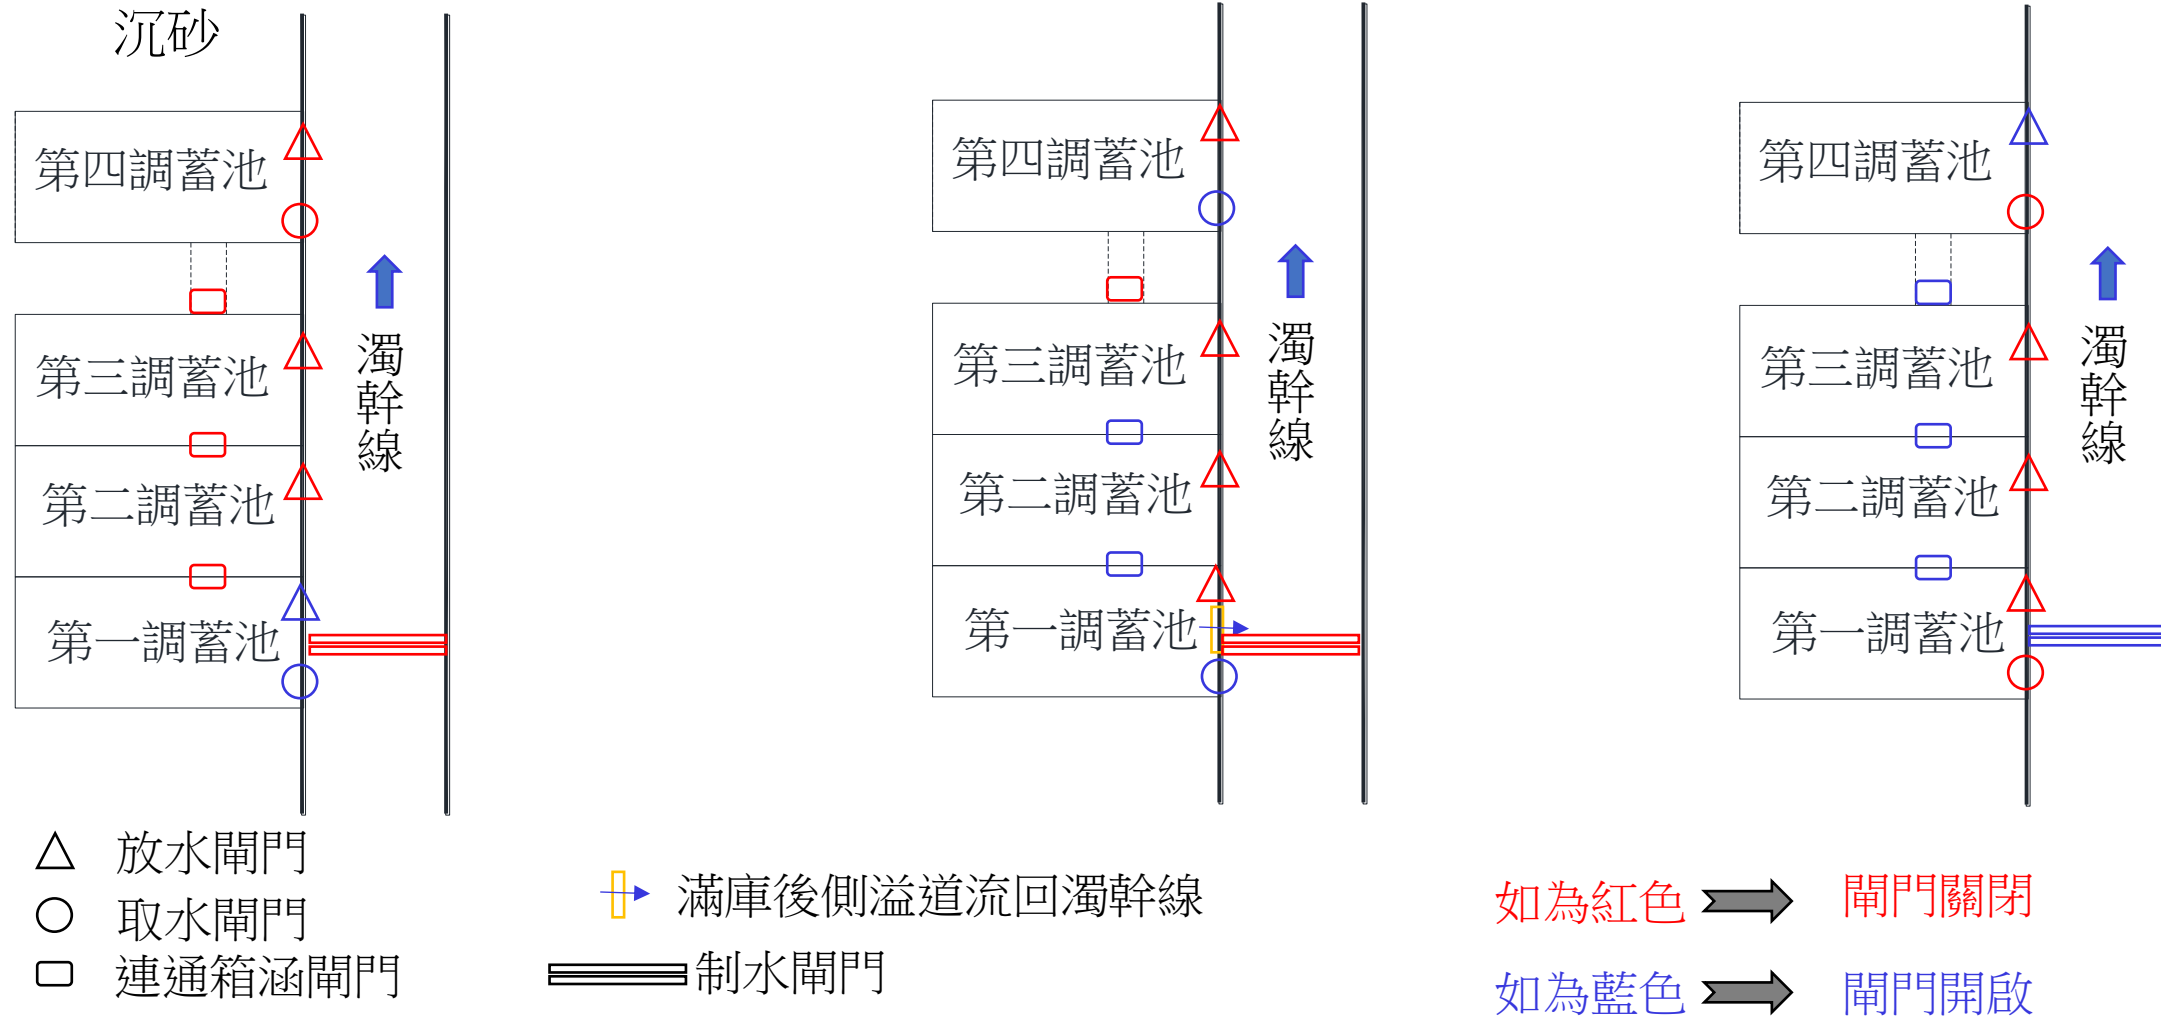 沉砂
第四調蓄池
第三調蓄池
第二調蓄池
第一調蓄池
濁幹線
第四調蓄池
第三調蓄池
第二調蓄池
第一調蓄池
濁幹線
第四調蓄池
第三調蓄池
第二調蓄池
第一調蓄池
濁幹線
放水閘門
取水閘門
連通箱涵閘門
滿庫後側溢道流回濁幹線
制水閘門
如為紅色 閘門關閉
如為藍色 閘門開啟